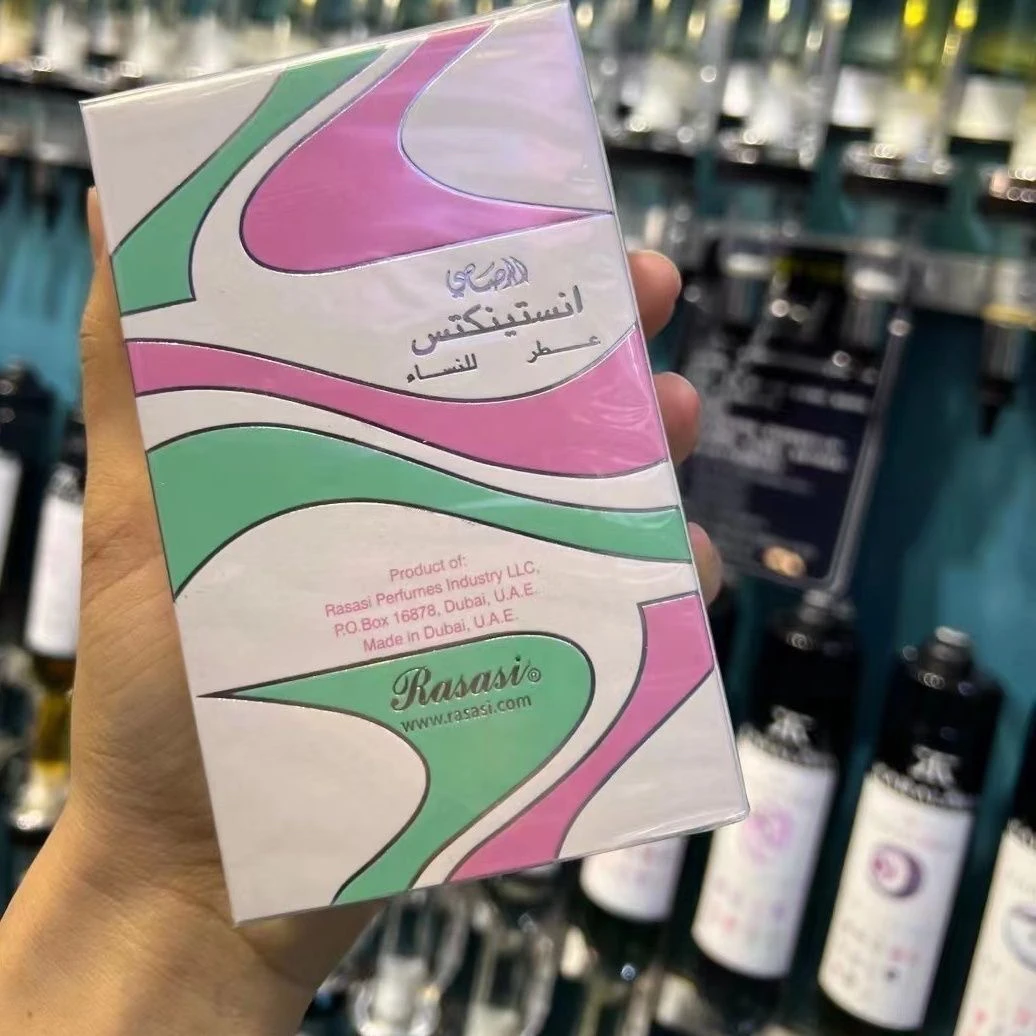 الرصاصي
انستينكتس
عطر للنساء
Product of:
Rasasi Perfumes Industry LLC,
P.O.Box 16878, Dubai, U.A.E.
Made in Dubai, U.A.E.
Rasasi®
www.rasasi.com